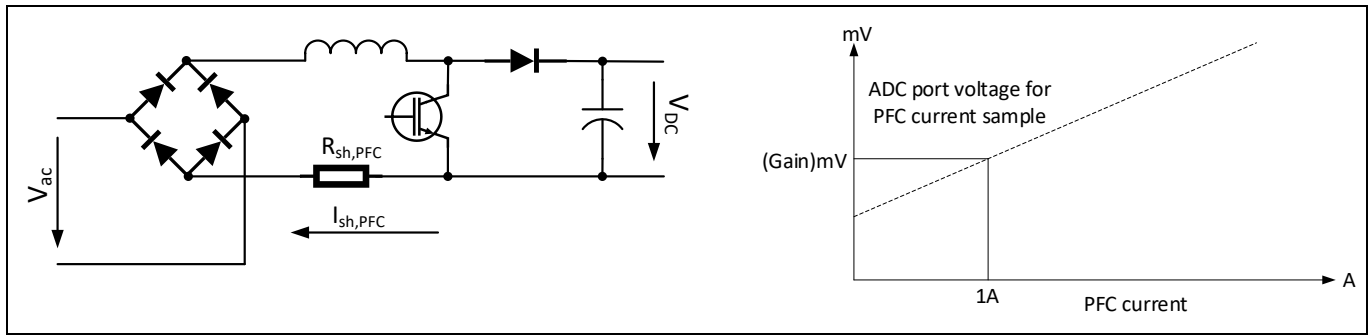 V_ac
R_sh,PFC
I_sh,PFC
V_DC
mV
ADC port voltage for
PFC current sample
(Gain)mV
1A
A
PFC current